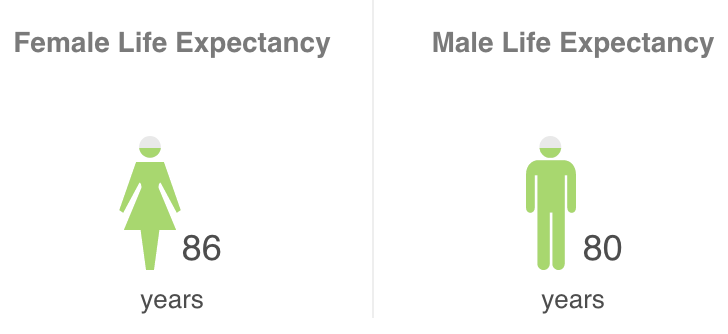 Female Life Expectancy
86
years
Male Life Expectancy
80
years